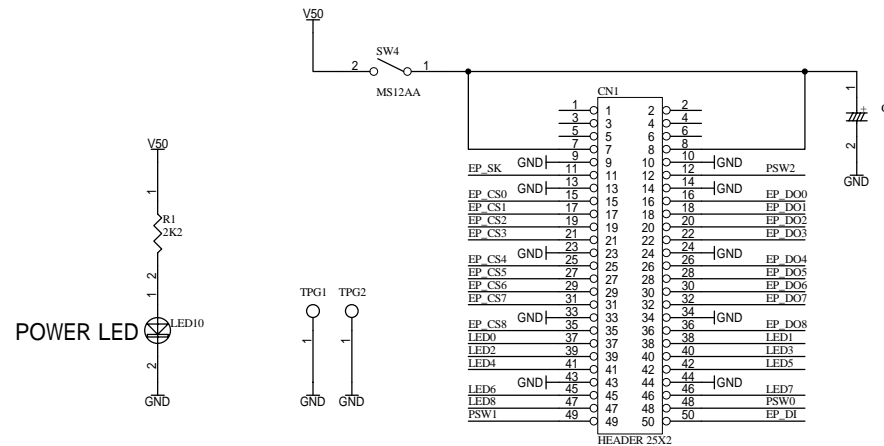 V50
SW4
2 1
MS12AA
CN1
1 1 2 2
3 3 4 4
5 5 6 6
7 7 8 8
GND 9 9 10 10 GND
EP_SK 11 11 12 12 PSW2
GND 13 13 14 14 GND
EP_CS0 15 15 16 16 EP_DO0
EP_CS1 17 17 18 18 EP_DO1
EP_CS2 19 19 20 20 EP_DO2
EP_CS3 21 21 22 22 EP_DO3
GND 23 23 24 24 GND
EP_CS4 25 25 26 26 EP_DO4
EP_CS5 27 27 28 28 EP_DO5
EP_CS6 29 29 30 30 EP_DO6
EP_CS7 31 31 32 32 EP_DO7
GND 33 33 34 34 GND
EP_CS8 35 35 36 36 EP_DO8
LED0 37 37 38 38 LED1
LED2 39 39 40 40 LED3
LED4 41 41 42 42 LED5
GND 43 43 44 44 GND
LED6 45 45 46 46 LED7
LED8 47 47 48 48 PSW0
PSW1 49 49 50 50 EP_DI
HEADER 25X2
1
+
2
GND
V50
1
R1
2K2
2
1
POWER LED
LED10
2
GND
TPG1 TPG2
1 1
GND GND